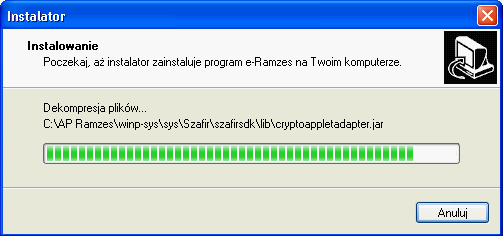 Instalator
Instalowanie
Poczekaj, aż instalator zainstaluje program e-Ramzes na Twoim komputerze.
Dekompresja plików...
C:\AP Ramzes\winp-sys\sys\Szafir\szafirsdk\lib\cryptoappletadapter.jar
Anuluj